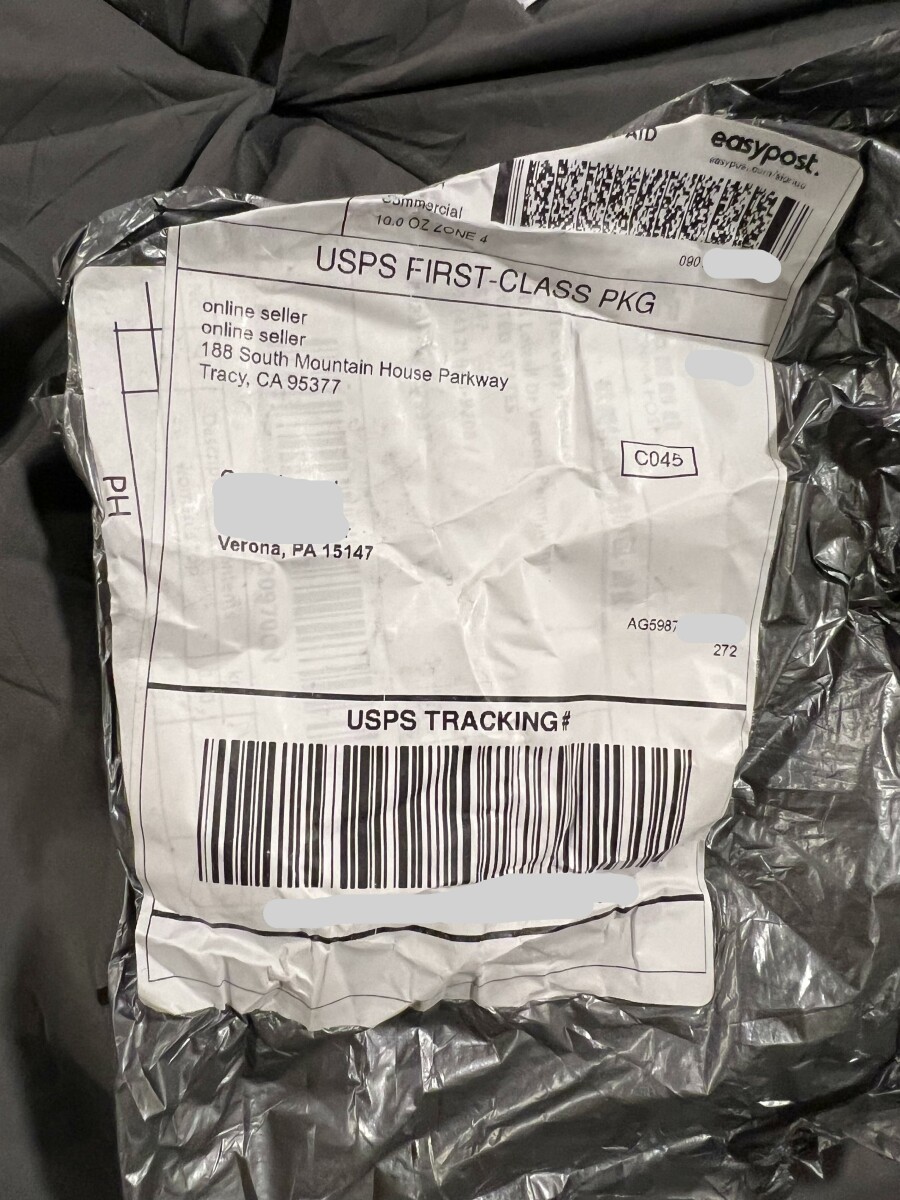 AID
easypost.
Commercial
10.0 OZ ZONE 4
090
USPS FIRST-CLASS PKG
online seller
online seller
188 South Mountain House Parkway
Tracy, CA 95377
C045
PH
Verona, PA 15147
AG5987
272
USPS TRACKING#